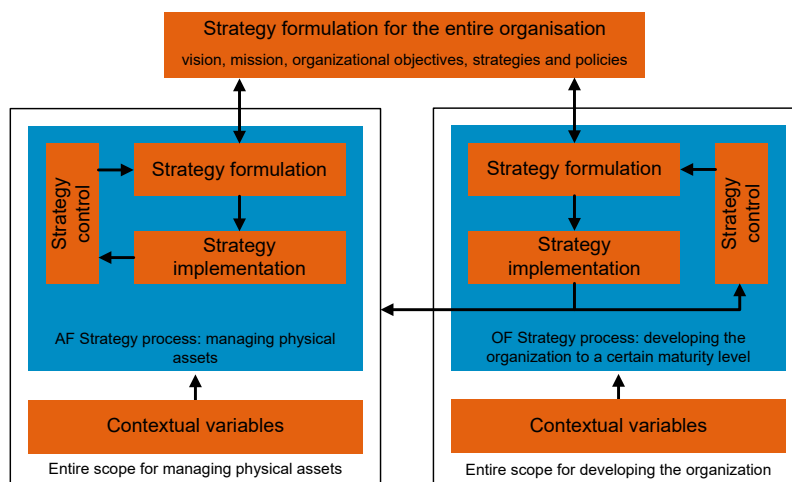 Strategy formulation for the entire organisation
vision, mission, organizational objectives, strategies and policies
Strategy control
Strategy formulation
Strategy
implementation
AF Strategy process: managing physical
assets
Contextual variables
Entire scope for managing physical assets
Strategy formulation
Strategy
implementation
Strategy
control
OF Strategy process: developing the
organization to a certain maturity level
Contextual variables
Entire scope for developing the organization